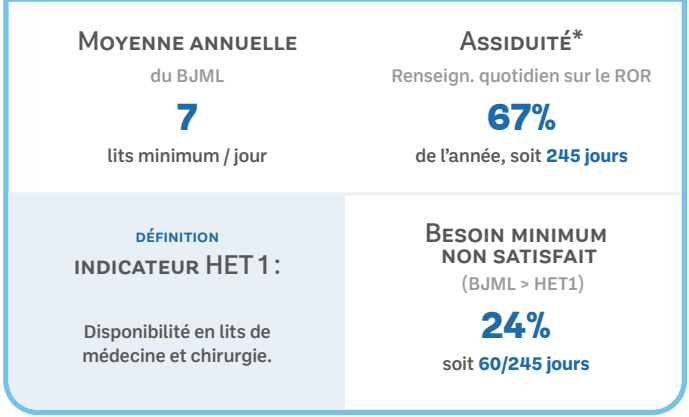 Moyenne annuelle
du BJML
7
lits minimum / jour
Assiduité*
Renseign. quotidien sur le ROR
67%
de l'année, soit 245 jours
définition
indicateur HET1 :
Disponibilité en lits de
médecine et chirurgie.
Besoin minimum
non satisfait
(BJML > HET1)
24%
soit 60/245 jours